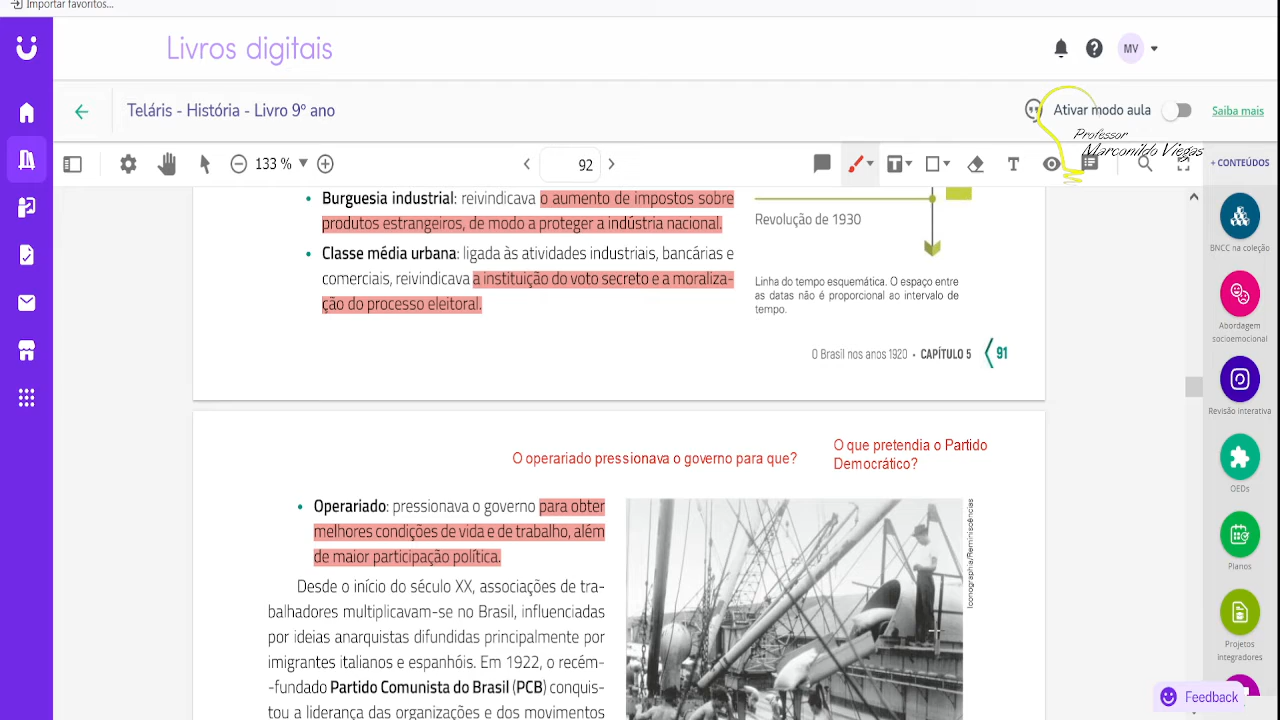 Importar favoritos...
Livros digitais
MV
Teláris - História - Livro 9º ano
Ativar modo aula
Saiba mais
Professor
Marconildo Viegas
133 %
92
+ CONTEÚDOS
• Burguesia industrial: reivindicava o aumento de impostos sobre
produtos estrangeiros, de modo a proteger a indústria nacional.
• Classe média urbana: ligada às atividades industriais, bancárias e
comerciais, reivindicava a instituição do voto secreto e a moraliza-
ção do processo eleitoral.
Revolução de 1930
Linha do tempo esquemática. O espaço entre
as datas não é proporcional ao intervalo de
tempo.
O Brasil nos anos 1920 • CAPÍTULO 5 91
O operariado pressionava o governo para que?
O que pretendia o Partido
Democrático?
• Operariado: pressionava o governo para obter
melhores condições de vida e de trabalho, além
de maior participação política.
Desde o início do século XX, associações de tra-
balhadores multiplicavam-se no Brasil, influenciadas
por ideias anarquistas difundidas principalmente por
imigrantes italianos e espanhóis. Em 1922, o recém-
-fundado Partido Comunista do Brasil (PCB) conquis-
tou a liderança das organizações e dos movimentos
Iconographia/Reminiscências
BNCC na coleção
Abordagem
socioemocional
Revisão interativa
OEDs
Planos
Projetos
integradores
Feedback